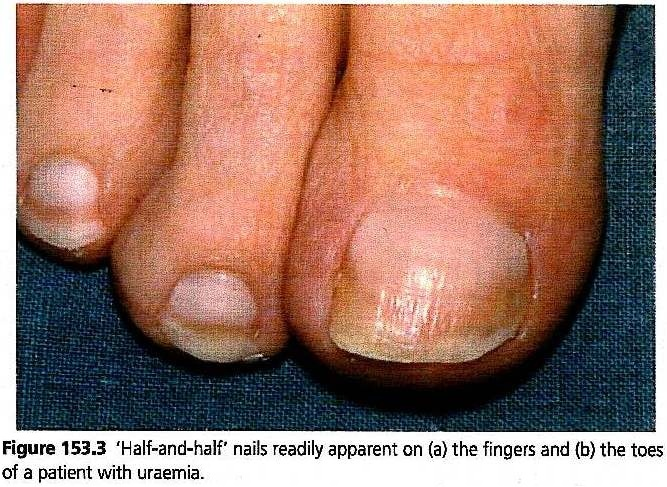 Figure 153.3 'Half-and-half' nails readily apparent on (a) the fingers and (b) the toes
of a patient with uraemia.